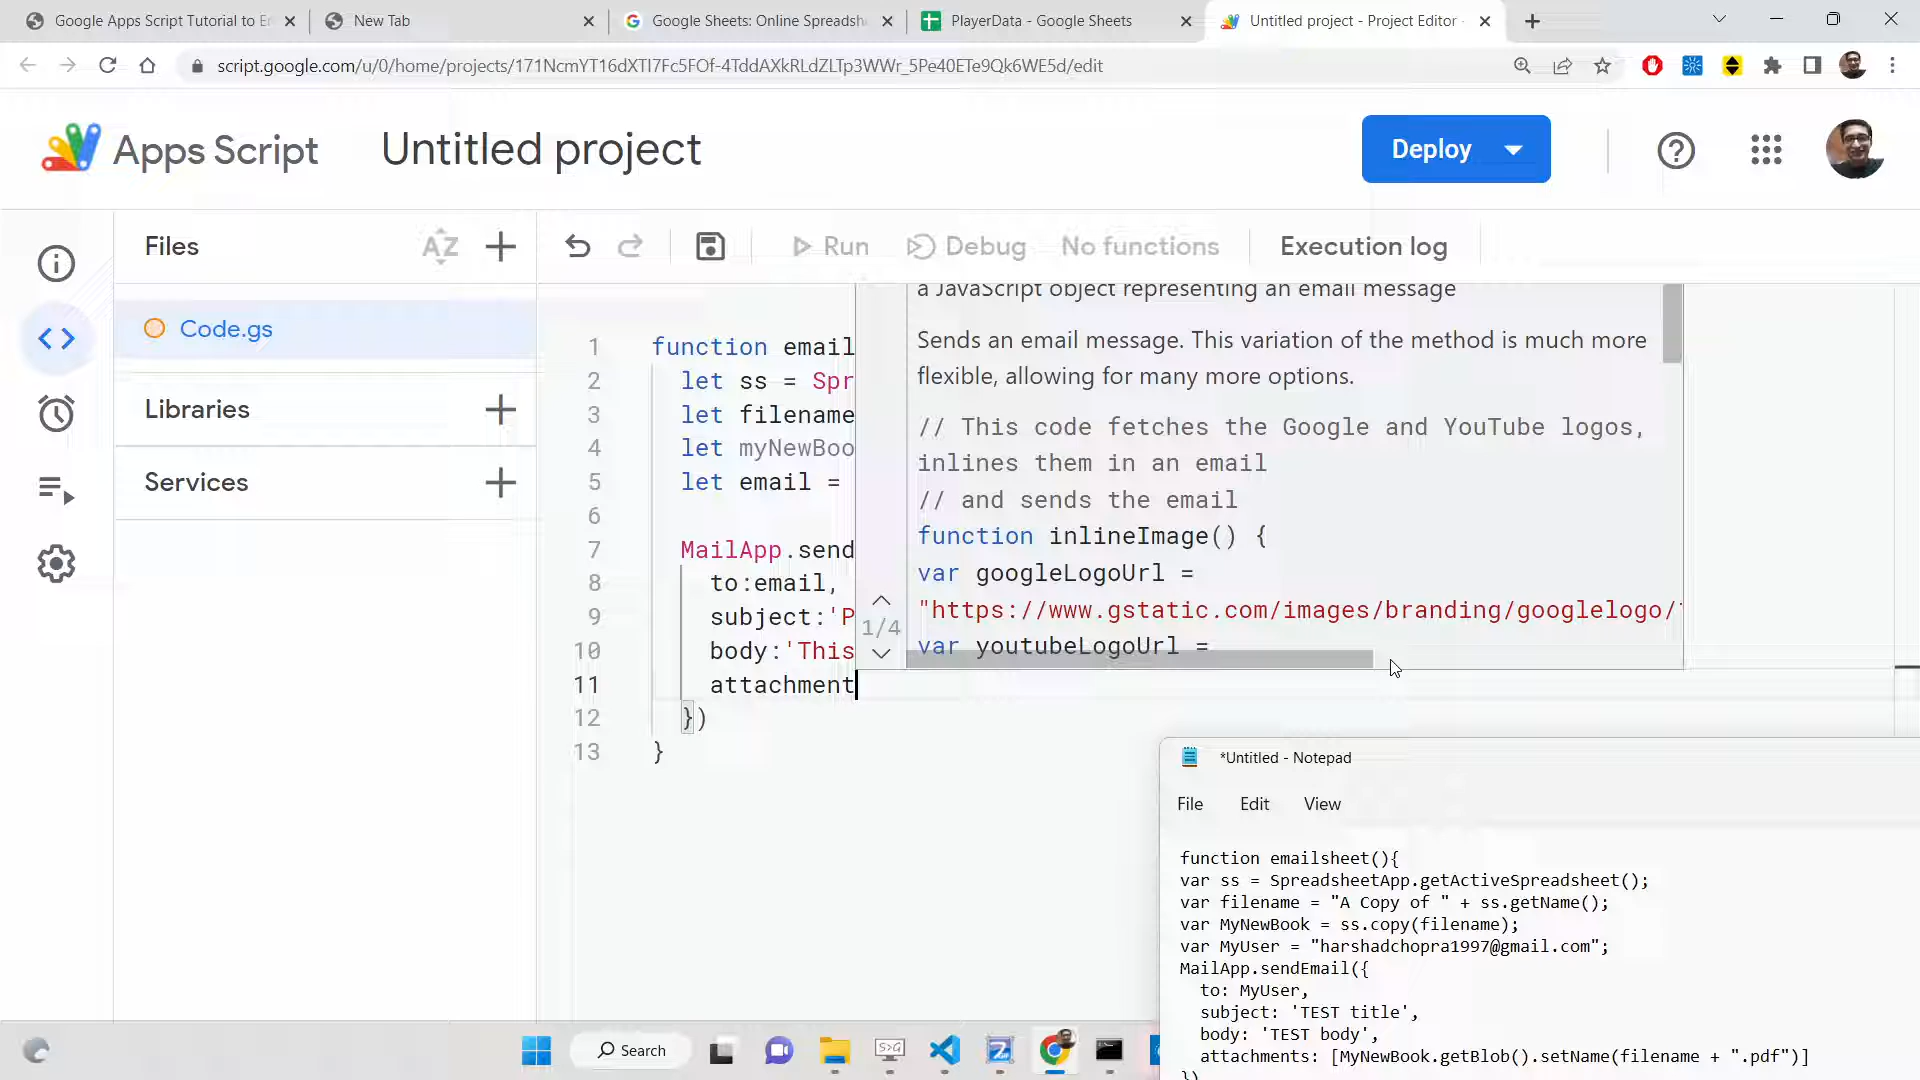 Google Apps Script Tutorial to E
New Tab
Google Sheets: Online Spreadsh
PlayerData - Google Sheets
Untitled project - Project Editor -
script.google.com/u/0/home/projects/171NcmYT16dXTI7Fc5FOf-4TddAXkRLdZLTp3WWr_5Pe40ETe9Qk6WE5d/edit
Apps Script
Untitled project
Deploy
Files
AZ
Run
Debug
No functions
Execution log
Code.gs
Libraries
Services
1 function email
2 let ss = Spr
3 let filename
4 let myNewBoo
5 let email =
6
7 MailApp.send
8 to:email,
9 subject:'P
10 body:'This
11 attachment
12 })
13 }
a JavaScript object representing an email message
Sends an email message. This variation of the method is much more
flexible, allowing for many more options.
// This code fetches the Google and YouTube logos,
inlines them in an email
// and sends the email
function inlineImage() {
var googleLogoUrl =
"https://www.gstatic.com/images/branding/googlelogo/
var youtubeLogoUrl =
1/4
*Untitled - Notepad
File Edit View
function emailsheet(){
var ss = SpreadsheetApp.getActiveSpreadsheet();
var filename = "A Copy of " + ss.getName();
var MyNewBook = ss.copy(filename);
var MyUser = "harshadchopra1997@gmail.com";
MailApp.sendEmail({
to: MyUser,
subject: 'TEST title',
body: 'TEST body',
attachments: [MyNewBook.getBlob().setName(filename + ".pdf")]
})
Search